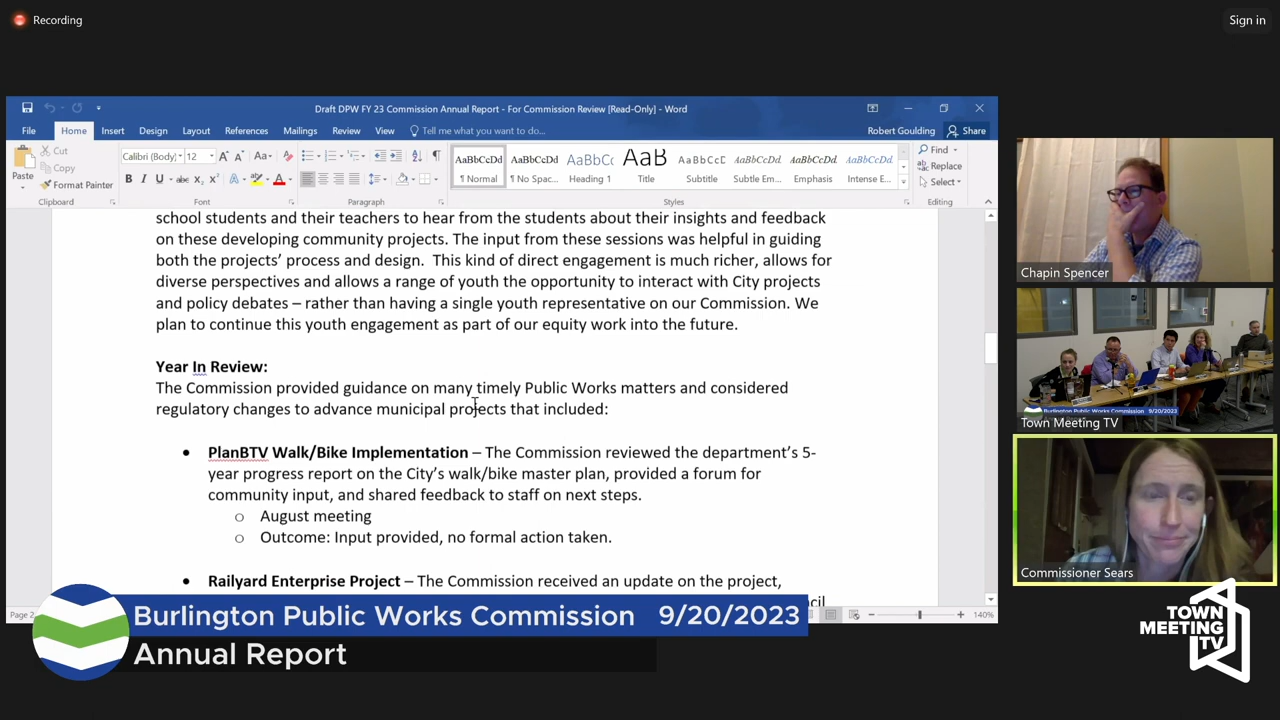 Recording
Sign in
Draft DPW FY 23 Commission Annual Report - For Commission Review [Read-Only] - Word
File Home Insert Design Layout References Mailings Review View Tell me what you want to do... Robert Goulding Share
Paste
Cut
Copy
Format Painter
Calibri (Body) 12
AaBbCcDd AaBbCcDd AaBbCc AaB AaBbCcD AaBbCcDd AaBbCcDd AaBbCcDd
¶ Normal ¶ No Spac... Heading 1 Title Subtitle Subtle Em... Emphasis Intense E...
Find
Replace
Select
Clipboard Font Paragraph Styles Editing
school students and their teachers to hear from the students about their insights and feedback
on these developing community projects. The input from these sessions was helpful in guiding
both the projects' process and design. This kind of direct engagement is much richer, allows for
diverse perspectives and allows a range of youth the opportunity to interact with City projects
and policy debates – rather than having a single youth representative on our Commission. We
plan to continue this youth engagement as part of our equity work into the future.
Year In Review:
The Commission provided guidance on many timely Public Works matters and considered
regulatory changes to advance municipal projects that included:
• PlanBTV Walk/Bike Implementation – The Commission reviewed the department's 5-
year progress report on the City's walk/bike master plan, provided a forum for
community input, and shared feedback to staff on next steps.
o August meeting
o Outcome: Input provided, no formal action taken.
• Railyard Enterprise Project – The Commission received an update on the project,
140%
Burlington Public Works Commission 9/20/2023
Annual Report
Chapin Spencer
Burlington Public Works Commission 9/20/2023
Town Meeting TV
Commissioner Sears
TOWN
MEETING
TV